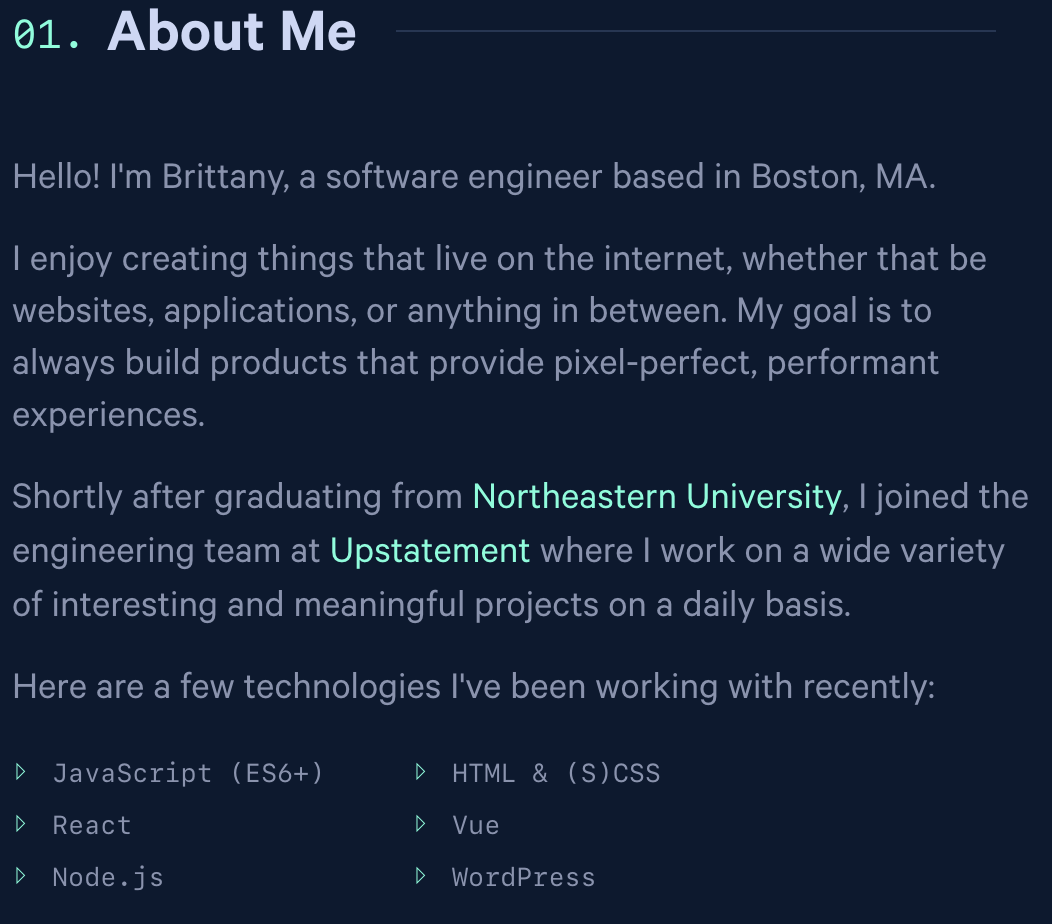 01. About Me
Hello! I'm Brittany, a software engineer based in Boston, MA.
I enjoy creating things that live on the internet, whether that be
websites, applications, or anything in between. My goal is to
always build products that provide pixel-perfect, performant
experiences.
Shortly after graduating from Northeastern University, I joined the
engineering team at Upstatement where I work on a wide variety
of interesting and meaningful projects on a daily basis.
Here are a few technologies I've been working with recently:
JavaScript (ES6+)
HTML & (S)CSS
React
Vue
Node.js
WordPress